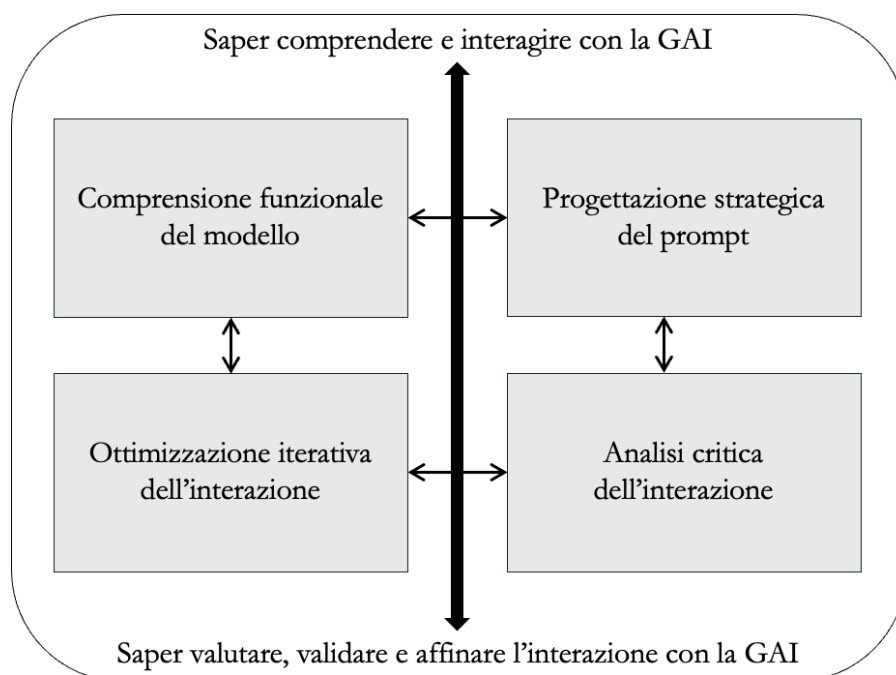 Saper comprendere e interagire con la GAI
Comprensione funzionale
del modello
Progettazione strategica
del prompt
Ottimizzazione iterativa
dell’interazione
Analisi critica
dell’interazione
Saper valutare, validare e affinare l’interazione con la GAI